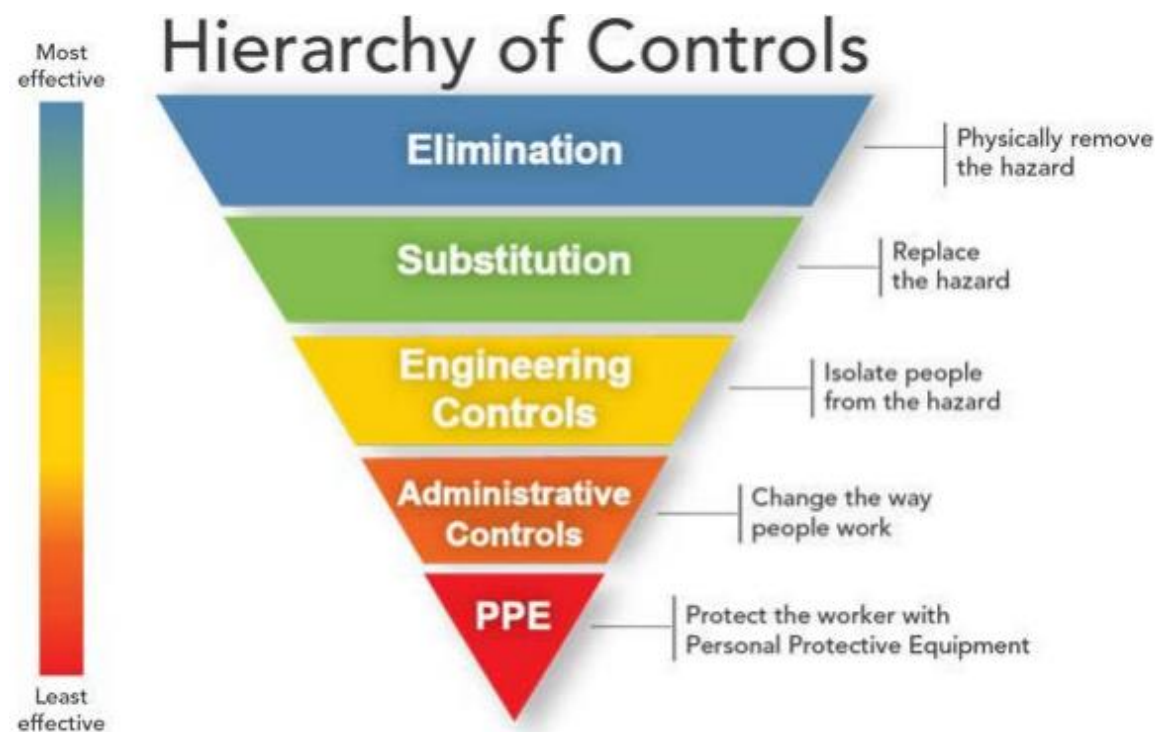 Hierarchy of Controls
Most
effective
Elimination
Physically remove
the hazard
Substitution
Replace
the hazard
Engineering
Controls
Isolate people
from the hazard
Administrative
Controls
Change the way
people work
PPE
Protect the worker with
Personal Protective Equipment
Least
effective